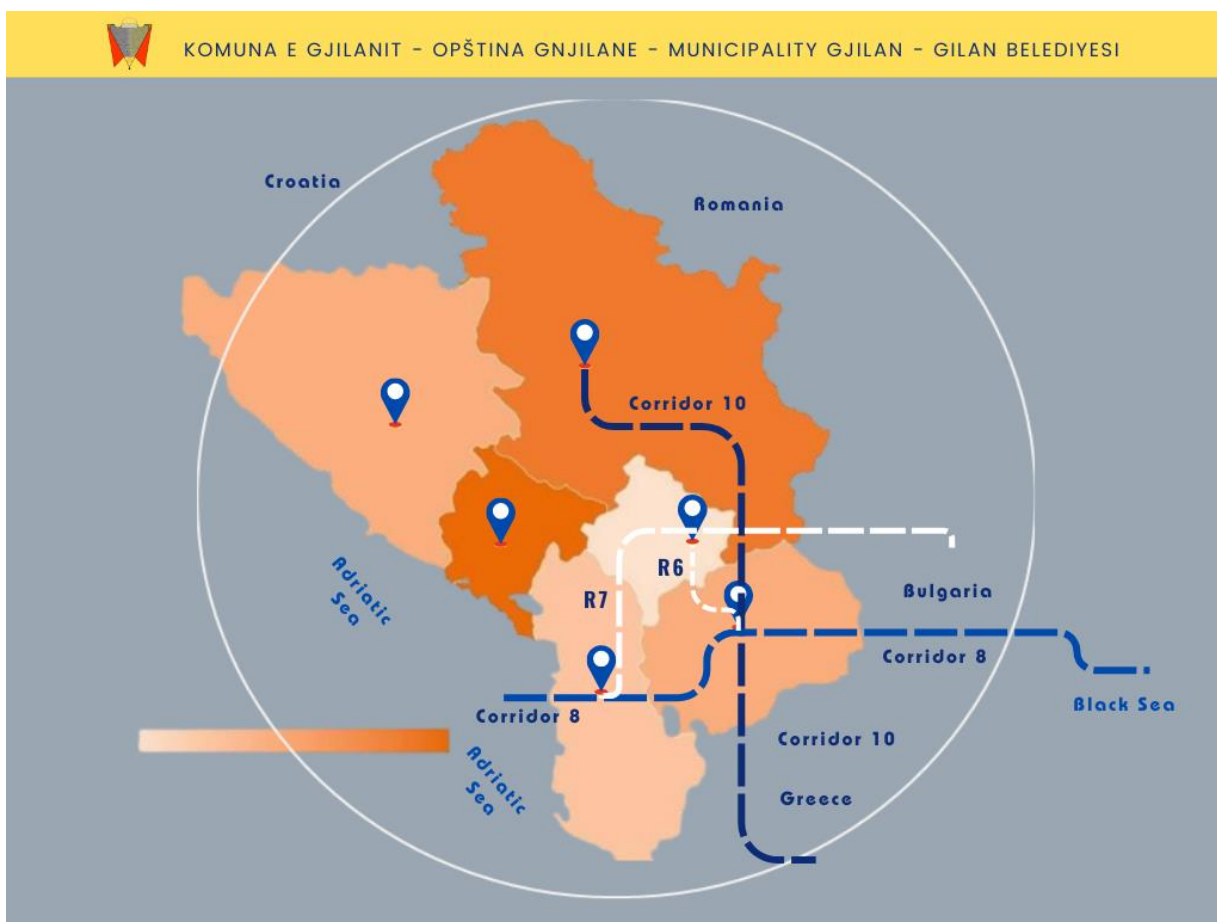 KOMUNA E GJILANIT - OPŠTINA GNJILANE - MUNICIPALITY GJILAN - GILAN BELEDIYESI
Croatia
Romania
Corridor 10
R6
R7
Adriatic
Sea
Bulgaria
Corridor 8
Corridor 8
Black Sea
Corridor 10
Adriatic
Sea
Greece